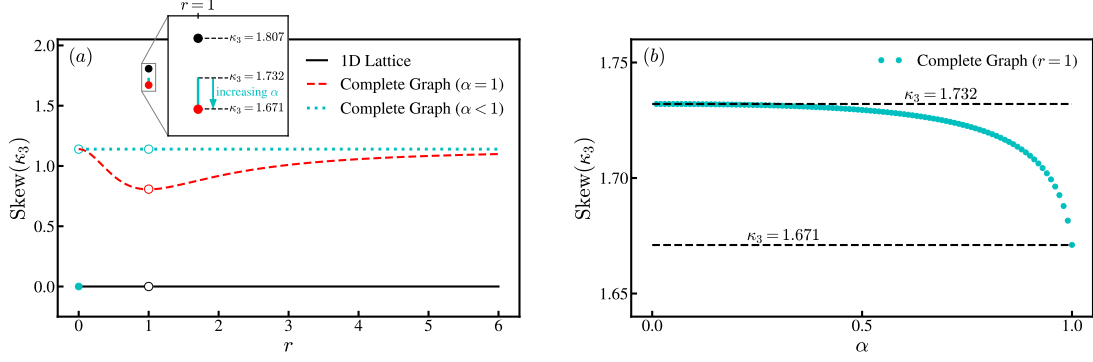 r = 1
(a)
κ₃ = 1.807
κ₃ = 1.732
increasing α
κ₃ = 1.671
1D Lattice
Complete Graph (α = 1)
Complete Graph (α < 1)
Skew(κ₃)
2.0
1.5
1.0
0.5
0.0
0 1 2 3 4 5 6
r
(b)
Complete Graph (r = 1)
κ₃ = 1.732
κ₃ = 1.671
Skew(κ₃)
1.75
1.70
1.65
0.0 0.5 1.0
α